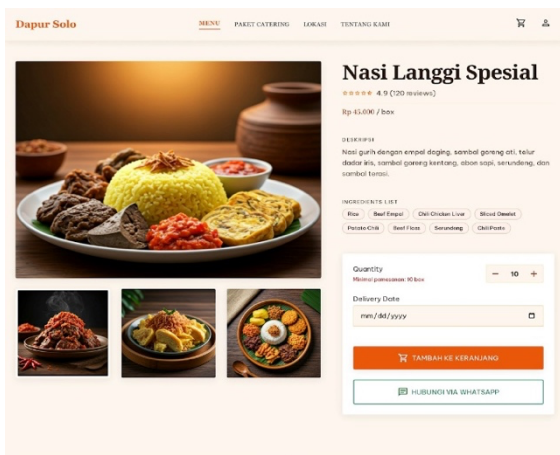 Dapur Solo
MENU PAKET CATERING LOKASI TENTANG KAMI
Nasi Langgi Spesial
4.9 (120 reviews)
Rp 45.000 / box
DESKRIPSI
Nasi gurih dengan empal daging, sambal goreng ati, telur
dadar iris, sambal goreng kentang, abon sapi, serundeng, dan
sambal terasi.
INGREDIENTS LIST
Rice Beef Empal Chili Chicken Liver Sliced Omelet
Potato Chili Beef Floss Serundeng Chili Paste
Quantity
Minimal pemesanan: 10 box
− 10 +
Delivery Date
mm/dd/yyyy
TAMBAH KE KERANJANG
HUBUNGI VIA WHATSAPP